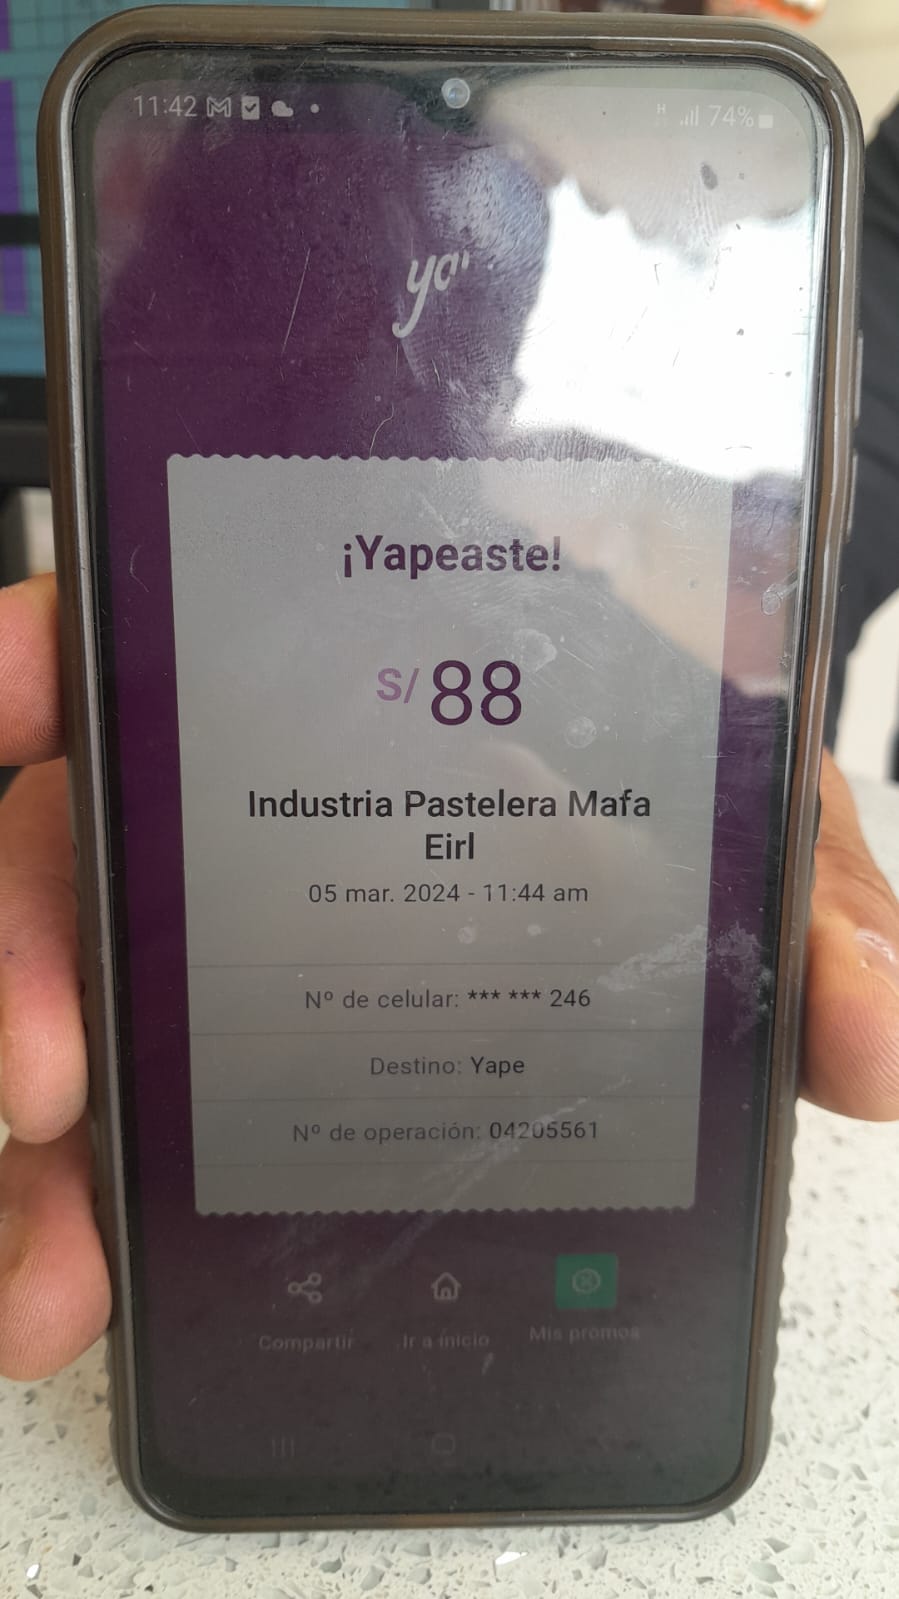 11:42
H 74%
¡Yapeaste!
S/ 88
Industria Pastelera Mafa
Eirl
05 mar. 2024 - 11:44 am
Nº de celular: *** *** 246
Destino: Yape
Nº de operación: 04205561
Compartir Ir a inicio Mis promos